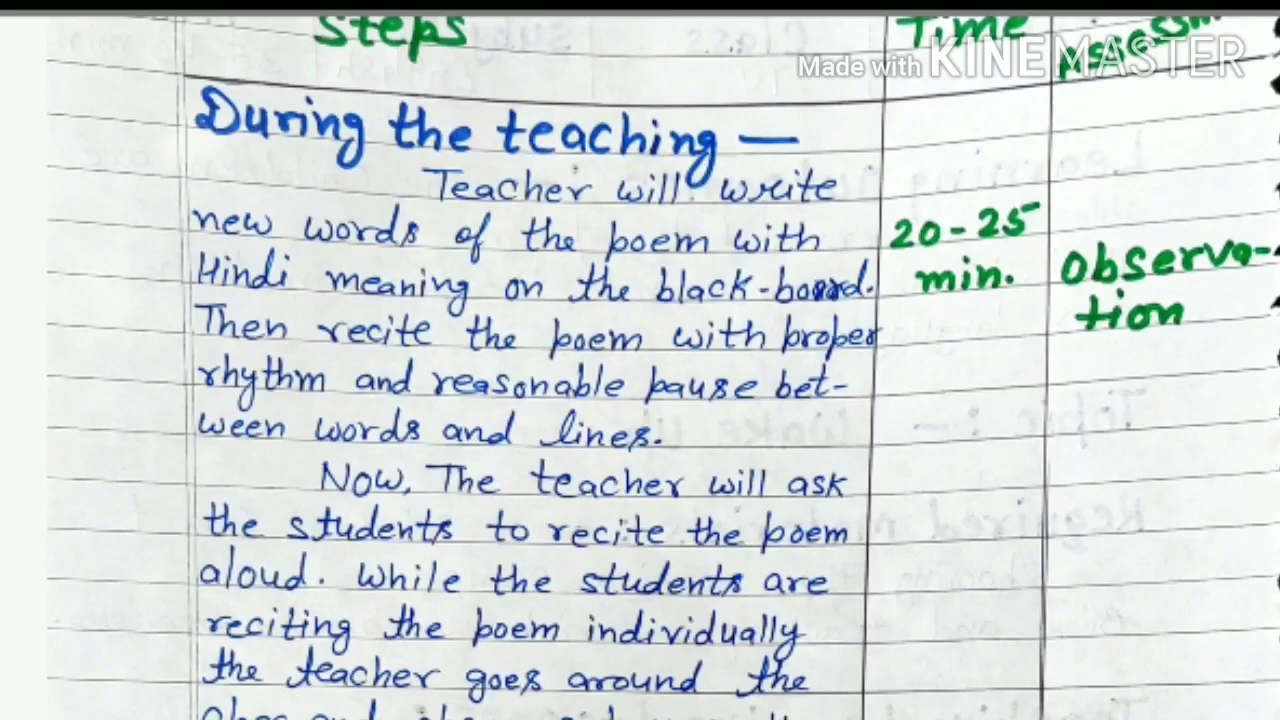 Steps
Time
Assessm
Made with KINEMASTER
During the teaching —
Teacher will write
new words of the poem with
Hindi meaning on the black-board.
Then recite the poem with proper
rhythm and reasonable pause bet-
ween words and lines.
Now, The teacher will ask
the students to recite the poem
aloud. While the students are
reciting the poem individually
the teacher goes around the
20-25
min.
Observa-
tion